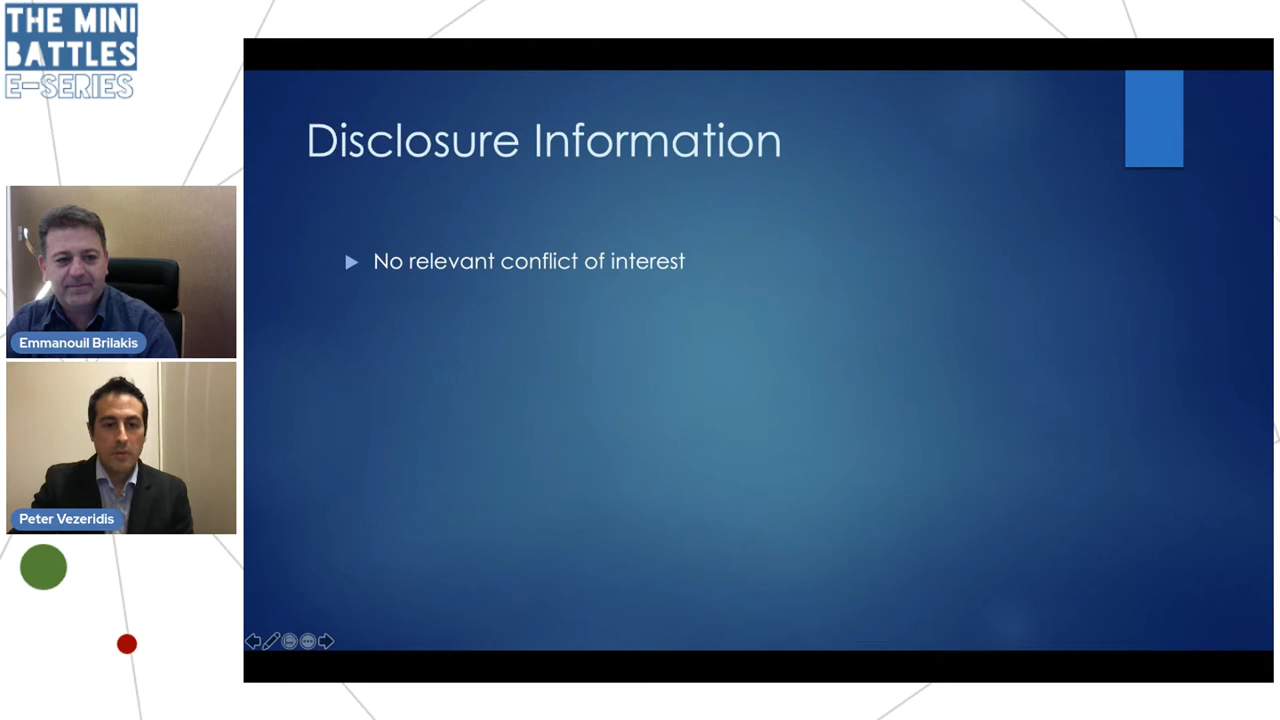 THE MINI
BATTLES
E-SERIES
Disclosure Information
No relevant conflict of interest
Emmanouil Brilakis
Peter Vezeridis